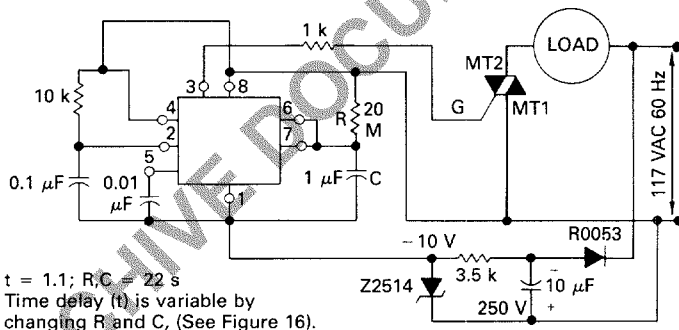 1 k
LOAD
MT2
MT1
G
117 VAC 60 Hz
10 k
3
8
4
2
5
6
7
1
R
20
M
0.1 µF
0.01
µF
1 µF
C
– 10 V
R0053
Z2514
3.5 k
–
10 µF
250 V
+
t = 1.1; R,C = 22 s
Time delay (t) is variable by
changing R and C, (See Figure 16).
CHIVE DOCU